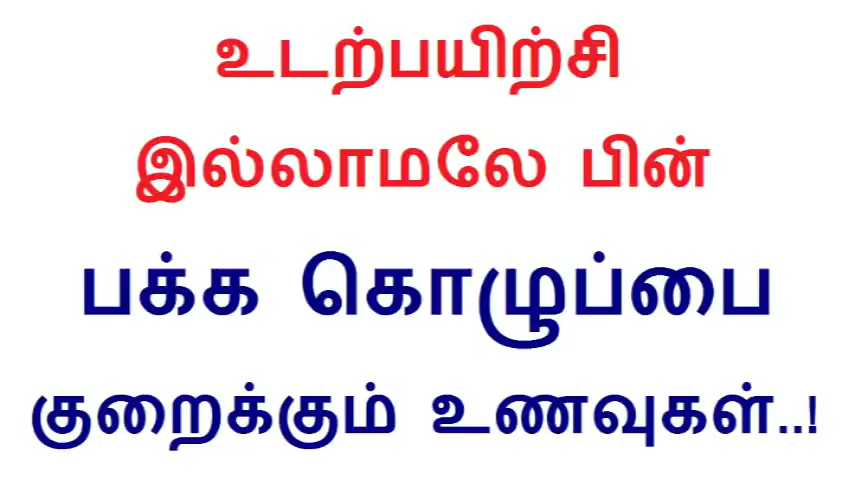 உடற்பயிற்சி
இல்லாமலே பின்
பக்க கொழுப்பை
குறைக்கும் உணவுகள்..!